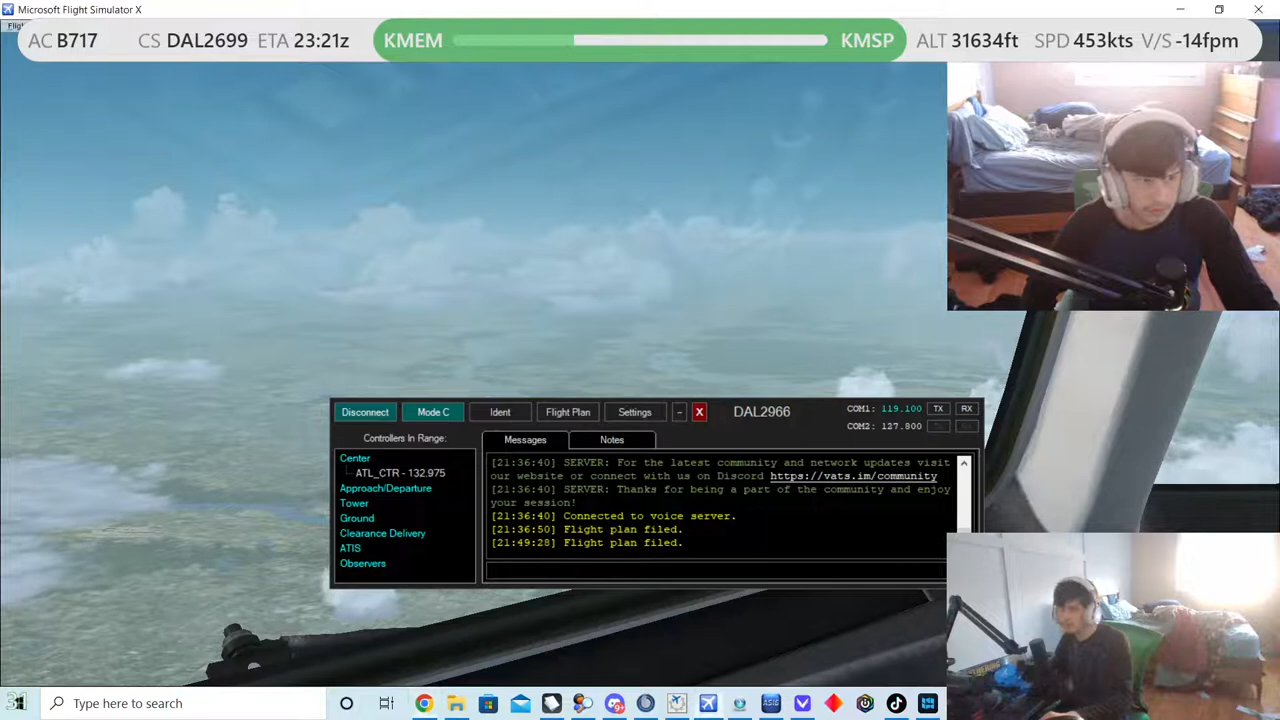 Microsoft Flight Simulator X
AC B717 CS DAL2699 ETA 23:21z KMEM KMSP ALT 31634ft SPD 453kts V/S -14fpm
Disconnect Mode C Ident Flight Plan Settings – X DAL2966 COM1: 119.100 TX RX
COM2: 127.800
Controllers In Range:
Center
ATL_CTR - 132.975
Approach/Departure
Tower
Ground
Clearance Delivery
ATIS
Observers
Messages Notes
[21:36:40] SERVER: For the latest community and network updates visit
our website or connect with us on Discord https://vats.im/community
[21:36:40] SERVER: Thanks for being a part of the community and enjoy
your session!
[21:36:40] Connected to voice server.
[21:36:50] Flight plan filed.
[21:49:28] Flight plan filed.
Type here to search